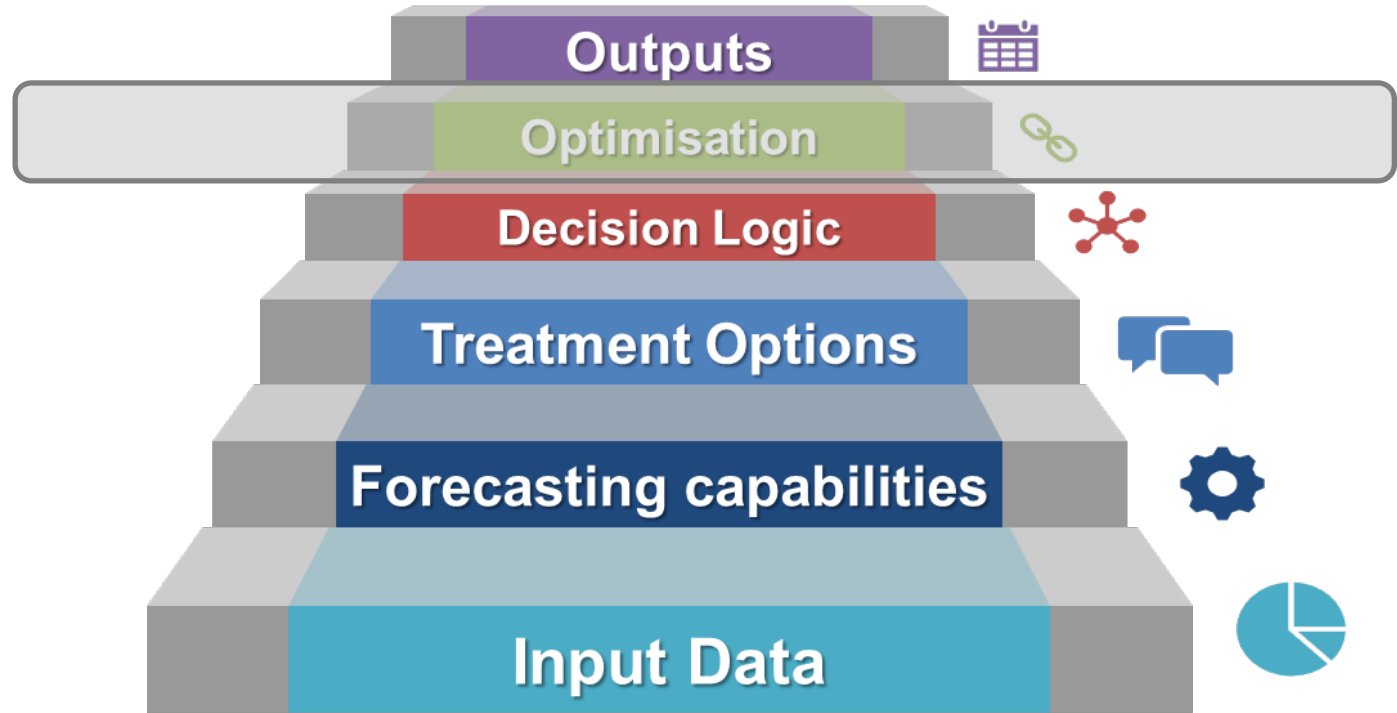 Outputs
Optimisation
Decision Logic
Treatment Options
Forecasting capabilities
Input Data